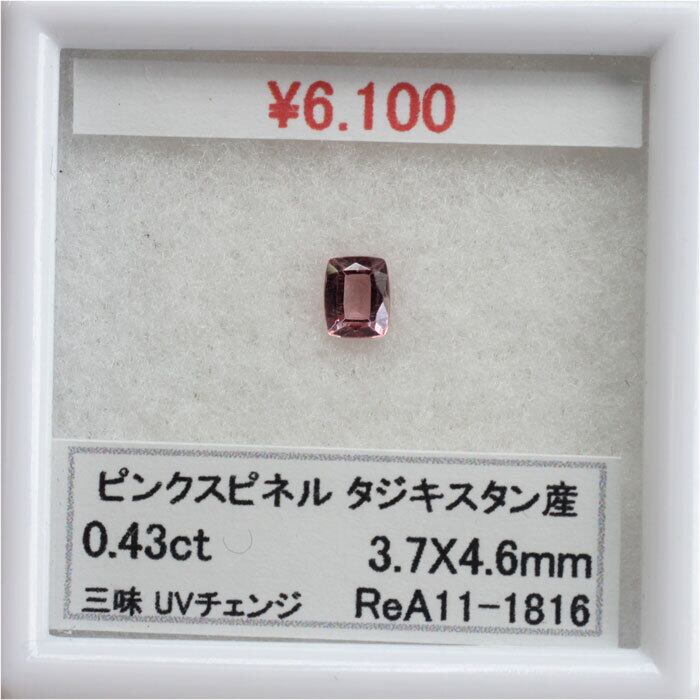 ¥6.100
ピンクスピネル タジキスタン産
0.43ct 3.7X4.6mm
三味 UVチェンジ ReA11-1816